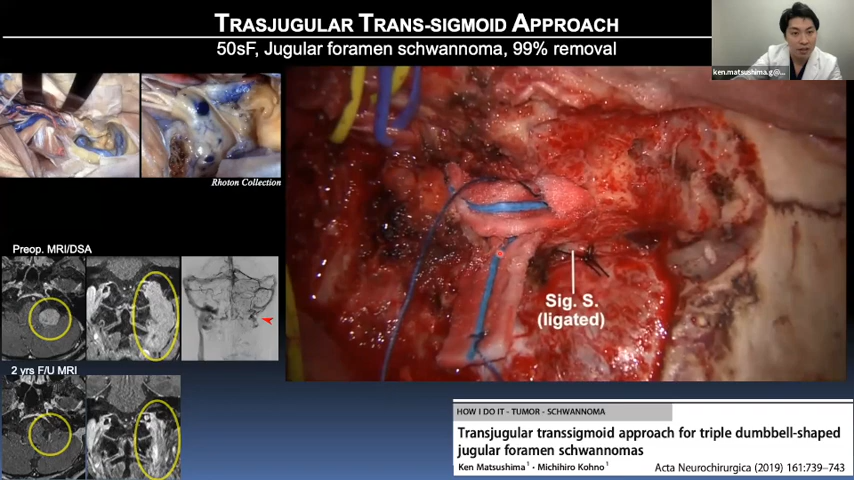 TRASJUGULAR TRANS-SIGMOID APPROACH
50sF, Jugular foramen schwannoma, 99% removal
ken.matsushima.g@...
Rhoton Collection
Preop. MRI/DSA
Sig. S.
(ligated)
2 yrs F/U MRI
HOW I DO IT - TUMOR - SCHWANNOMA
Transjugular transsigmoid approach for triple dumbbell-shaped
jugular foramen schwannomas
Ken Matsushima¹ · Michihiro Kohno¹
Acta Neurochirurgica (2019) 161:739–743